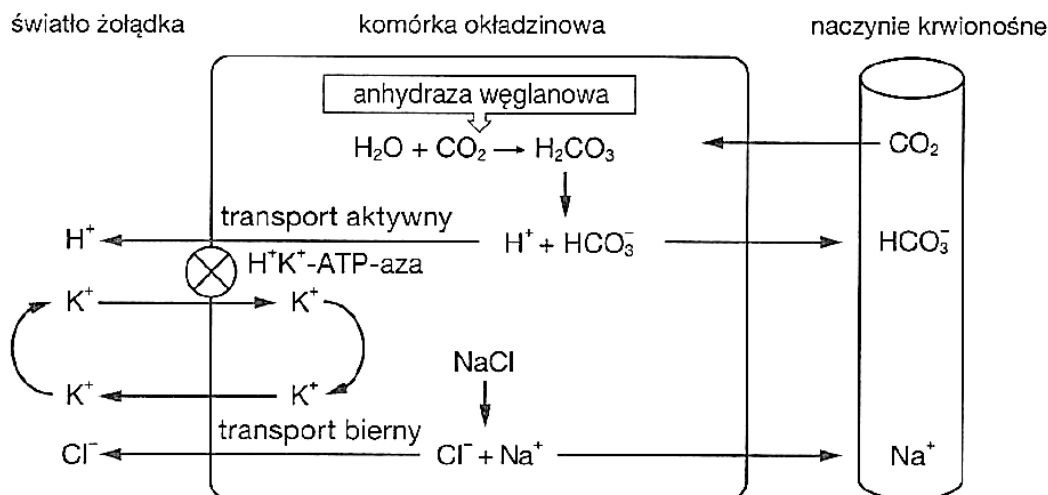 światło żołądka komórka okładzinowa naczynie krwionośne
anhydraza węglanowa
H₂O + CO₂ → H₂CO₃ CO₂
transport aktywny
H⁺ H⁺ + HCO₃⁻ HCO₃⁻
H⁺K⁺-ATP-aza
K⁺ K⁺
NaCl
K⁺ K⁺
transport bierny
Cl⁻ Cl⁻ + Na⁺ Na⁺